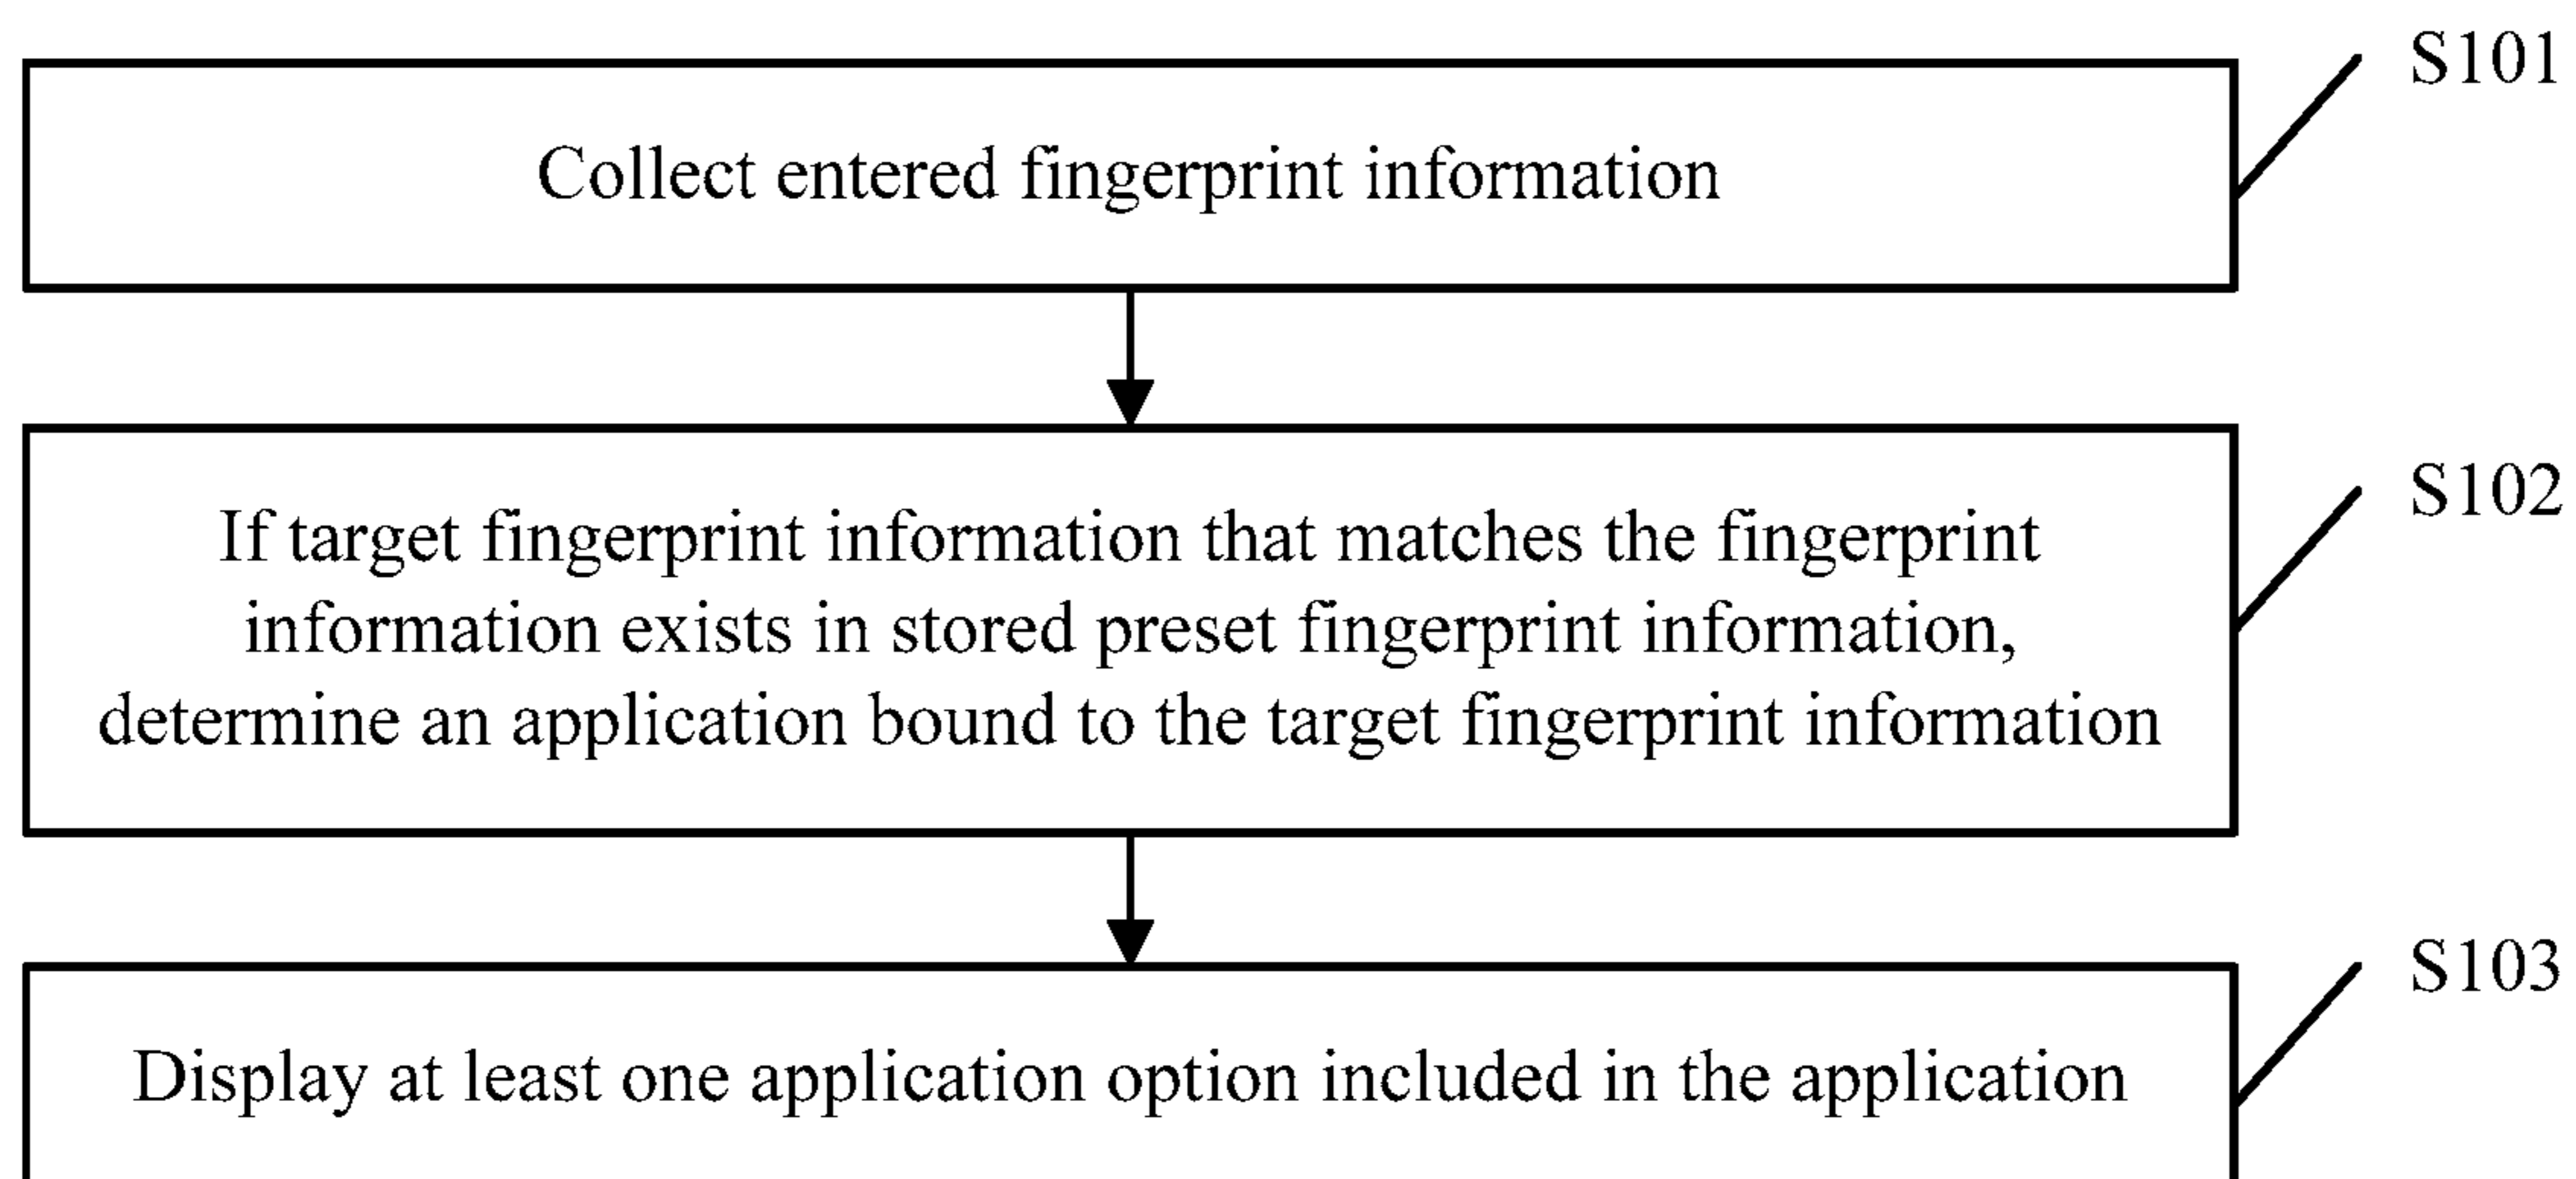 S101
Collect entered fingerprint information
S102
If target fingerprint information that matches the fingerprint
information exists in stored preset fingerprint information,
determine an application bound to the target fingerprint information
S103
Display at least one application option included in the application